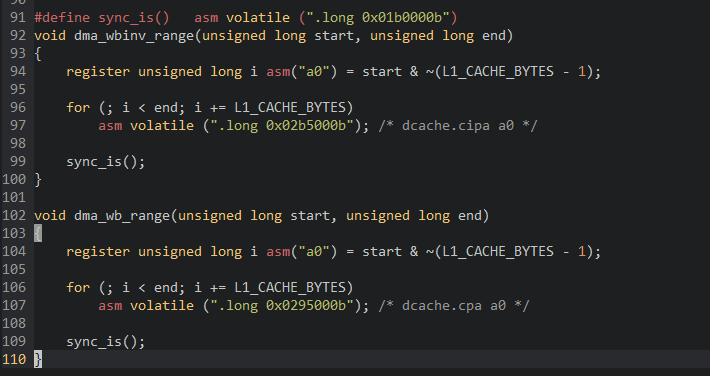 91 #define sync_is()   asm volatile (".long 0x01b0000b")
92 void dma_wbinv_range(unsigned long start, unsigned long end)
93 {
94     register unsigned long i asm("a0") = start & ~(L1_CACHE_BYTES - 1);
95
96     for (; i < end; i += L1_CACHE_BYTES)
97         asm volatile (".long 0x02b5000b"); /* dcache.cipa a0 */
98
99     sync_is();
100 }
101
102 void dma_wb_range(unsigned long start, unsigned long end)
103 {
104     register unsigned long i asm("a0") = start & ~(L1_CACHE_BYTES - 1);
105
106     for (; i < end; i += L1_CACHE_BYTES)
107         asm volatile (".long 0x0295000b"); /* dcache.cpa a0 */
108
109     sync_is();
110 }